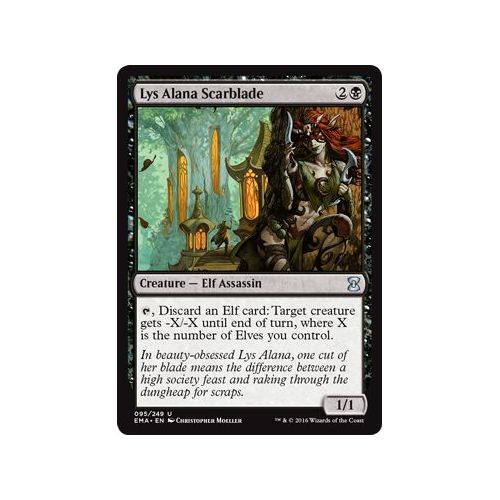 Lys Alana Scarblade 2
Creature — Elf Assassin
, Discard an Elf card: Target creature
gets -X/-X until end of turn, where X
is the number of Elves you control.
In beauty-obsessed Lys Alana, one cut of
her blade means the difference between a
high society feast and raking through the
dungheap for scraps.
1/1
095/249 U
EMA • EN Christopher Moeller
™ & © 2016 Wizards of the Coast